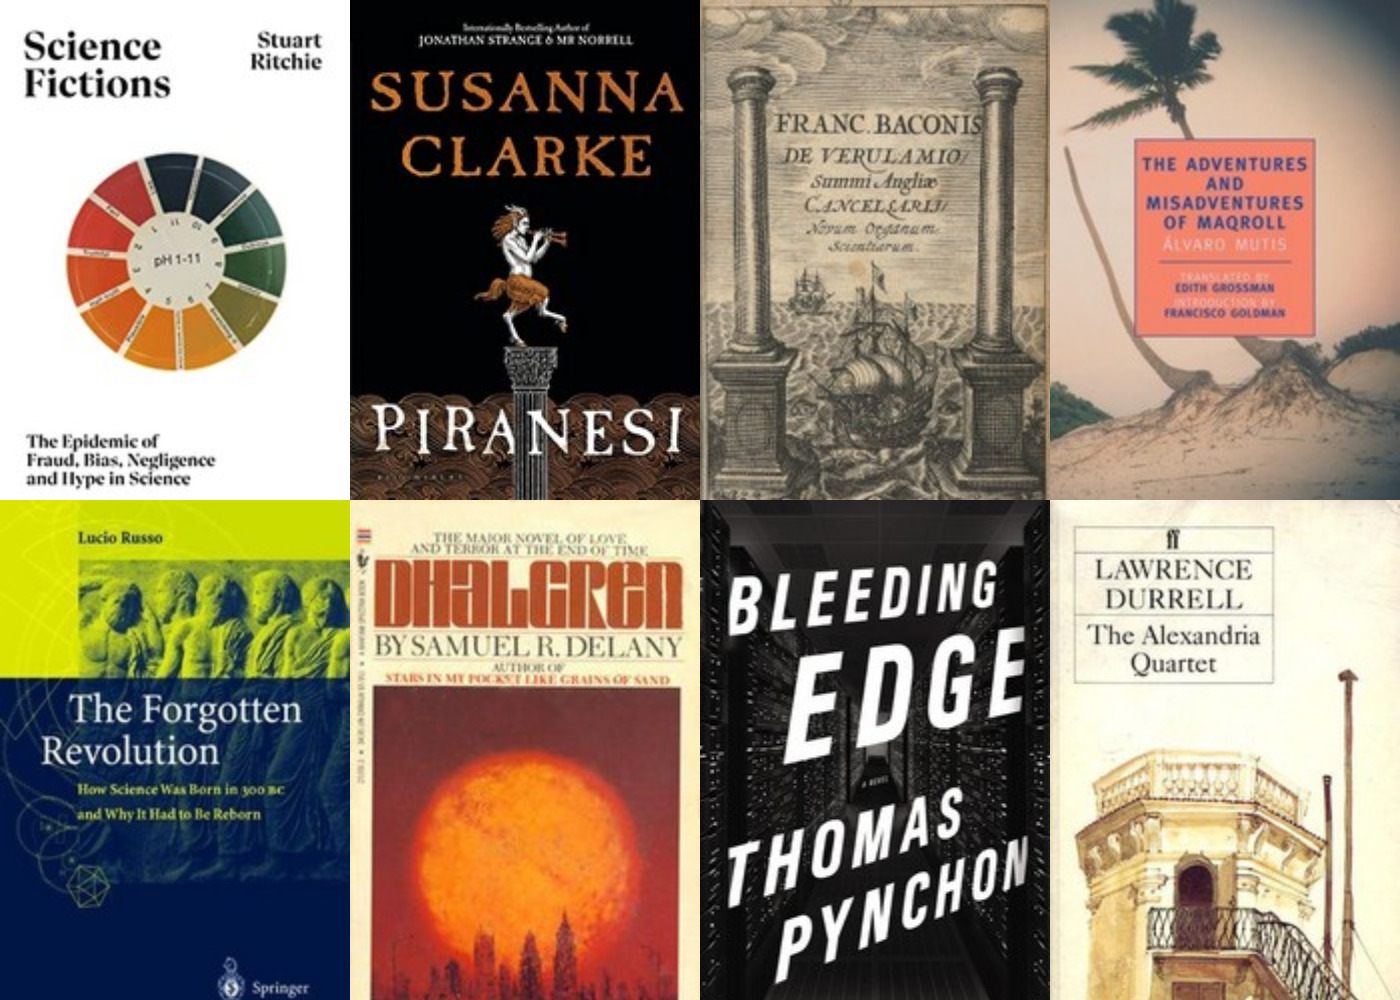 Science
Fictions
Stuart
Ritchie
pH 1-11
The Epidemic of
Fraud, Bias, Negligence
and Hype in Science
Internationally Bestselling Author of
JONATHAN STRANGE & MR NORRELL
SUSANNA
CLARKE
PIRANESI
BLOOMSBURY
FRANC. BACONIS
DE VERULAMIO/
Summi Angliæ
CANCELLARIJ/
Novum Organum
Scientiarum.
THE ADVENTURES
AND
MISADVENTURES
OF MAQROLL
ÁLVARO MUTIS
TRANSLATED BY
EDITH GROSSMAN
INTRODUCTION BY
FRANCISCO GOLDMAN
Lucio Russo
The Forgotten
Revolution
How Science Was Born in 300 BC
and Why It Had to Be Reborn
Springer
THE MAJOR NOVEL OF LOVE
AND TERROR AT THE END OF TIME
DHALGREN
BY SAMUEL R. DELANY
AUTHOR OF
STARS IN MY POCKET LIKE GRAINS OF SAND
BLEEDING
EDGE
A NOVEL
THOMAS
PYNCHON
ff
LAWRENCE
DURRELL
The Alexandria
Quartet